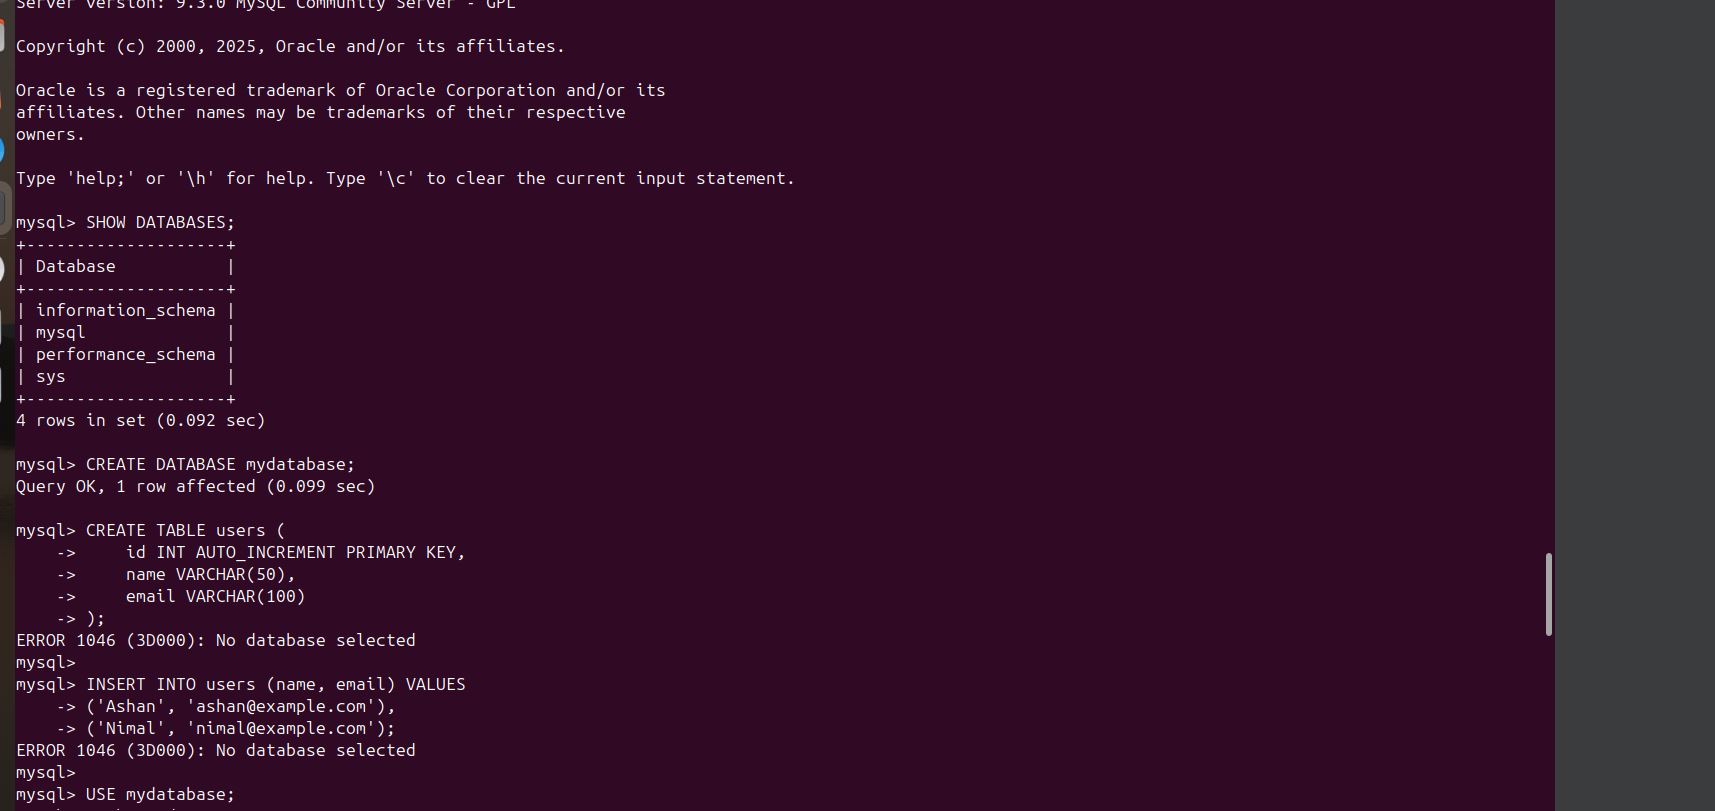 Server version: 9.3.0 MySQL Community Server - GPL
Copyright (c) 2000, 2025, Oracle and/or its affiliates.
Oracle is a registered trademark of Oracle Corporation and/or its
affiliates. Other names may be trademarks of their respective
owners.
Type 'help;' or '\h' for help. Type '\c' to clear the current input statement.
mysql> SHOW DATABASES;
+--------------------+
| Database           |
+--------------------+
| information_schema |
| mysql              |
| performance_schema |
| sys                |
+--------------------+
4 rows in set (0.092 sec)
mysql> CREATE DATABASE mydatabase;
Query OK, 1 row affected (0.099 sec)
mysql> CREATE TABLE users (
    ->     id INT AUTO_INCREMENT PRIMARY KEY,
    ->     name VARCHAR(50),
    ->     email VARCHAR(100)
    -> );
ERROR 1046 (3D000): No database selected
mysql>
mysql> INSERT INTO users (name, email) VALUES
    -> ('Ashan', 'ashan@example.com'),
    -> ('Nimal', 'nimal@example.com');
ERROR 1046 (3D000): No database selected
mysql>
mysql> USE mydatabase;